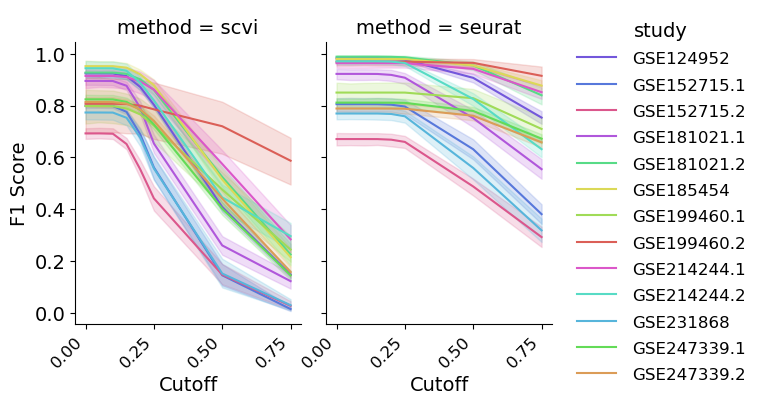 method = scvi
method = seurat
study
F1 Score
1.0
0.8
0.6
0.4
0.2
0.0
0.00
0.25
0.50
0.75
Cutoff
0.00
0.25
0.50
0.75
Cutoff
GSE124952
GSE152715.1
GSE152715.2
GSE181021.1
GSE181021.2
GSE185454
GSE199460.1
GSE199460.2
GSE214244.1
GSE214244.2
GSE231868
GSE247339.1
GSE247339.2